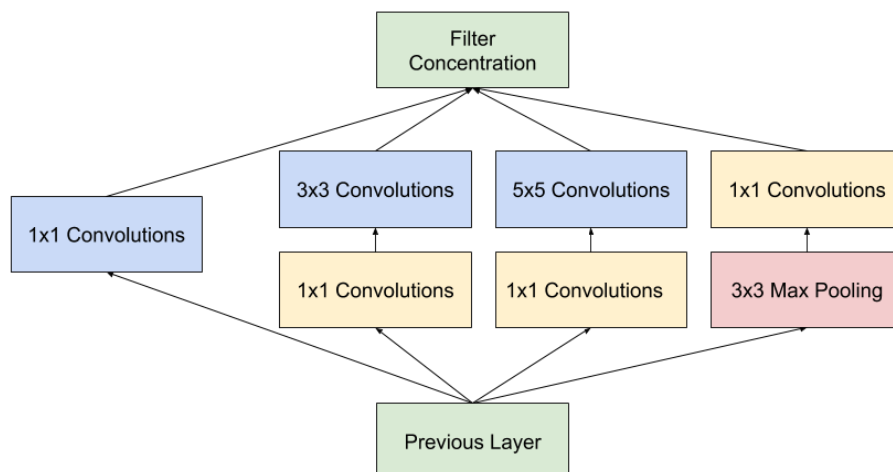 Filter
Concentration
3x3 Convolutions
5x5 Convolutions
1x1 Convolutions
1x1 Convolutions
1x1 Convolutions
1x1 Convolutions
3x3 Max Pooling
Previous Layer